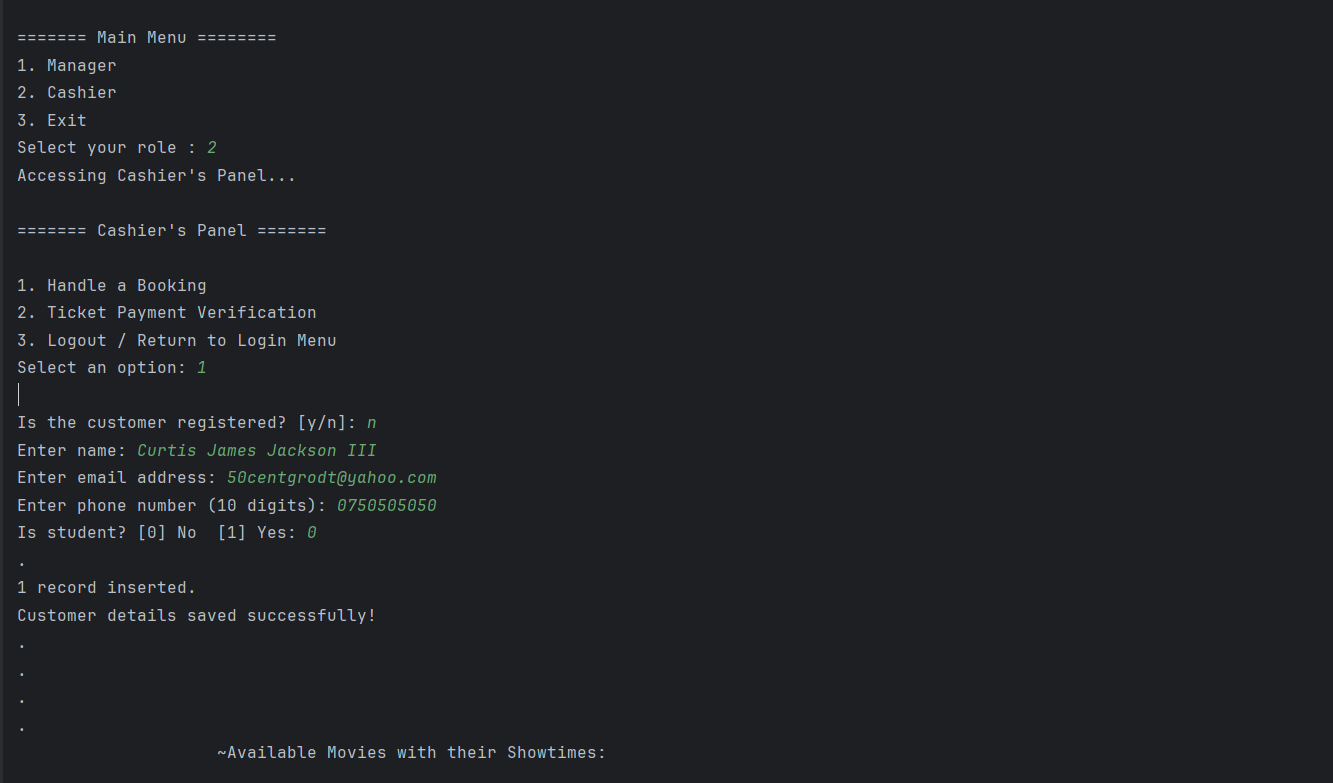 ======= Main Menu ========
1. Manager
2. Cashier
3. Exit
Select your role : 2
Accessing Cashier's Panel...
======= Cashier's Panel =======
1. Handle a Booking
2. Ticket Payment Verification
3. Logout / Return to Login Menu
Select an option: 1
Is the customer registered? [y/n]: n
Enter name: Curtis James Jackson III
Enter email address: 50centgrodt@yahoo.com
Enter phone number (10 digits): 0750505050
Is student? [0] No  [1] Yes: 0
.
1 record inserted.
Customer details saved successfully!
.
.
.
.
~Available Movies with their Showtimes: